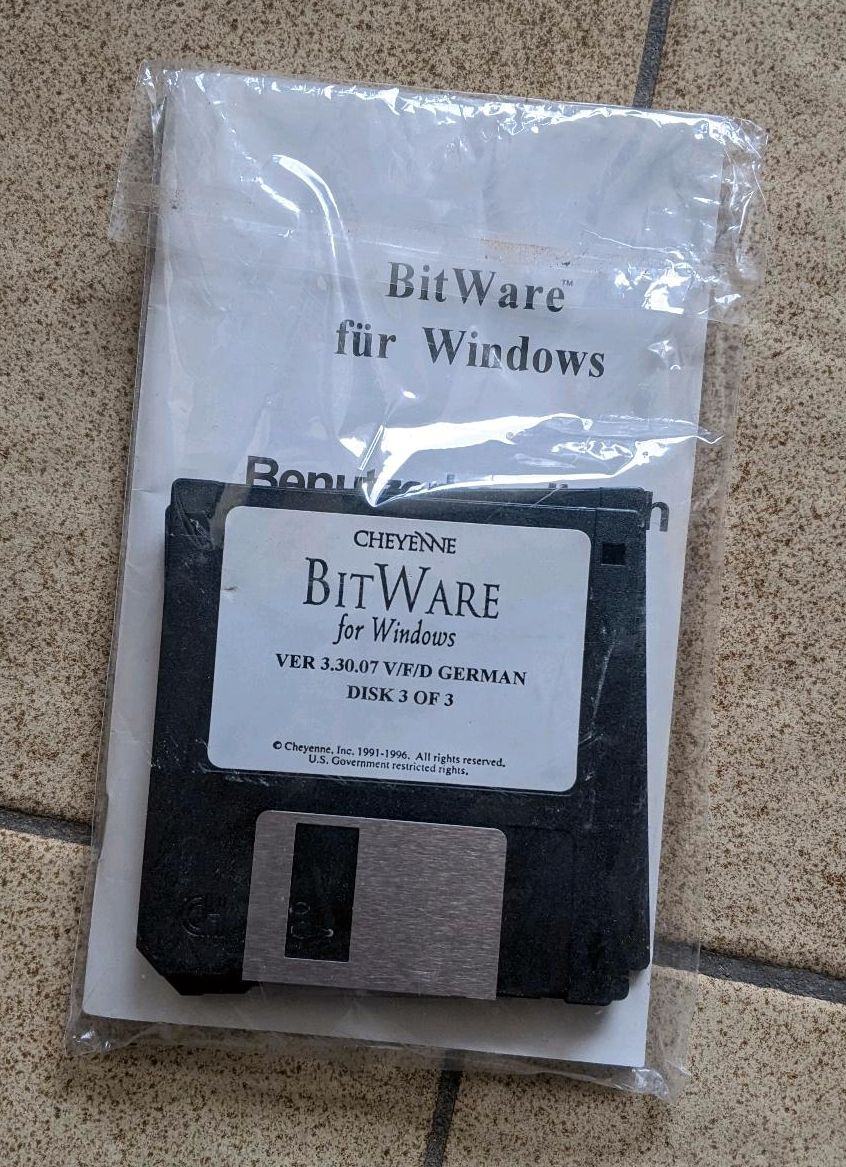 BitWare™
für Windows
CHEYENNE
BITWARE
for Windows
VER 3.30.07 V/F/D GERMAN
DISK 3 OF 3
© Cheyenne, Inc. 1991-1996. All rights reserved.
U.S. Government restricted rights.